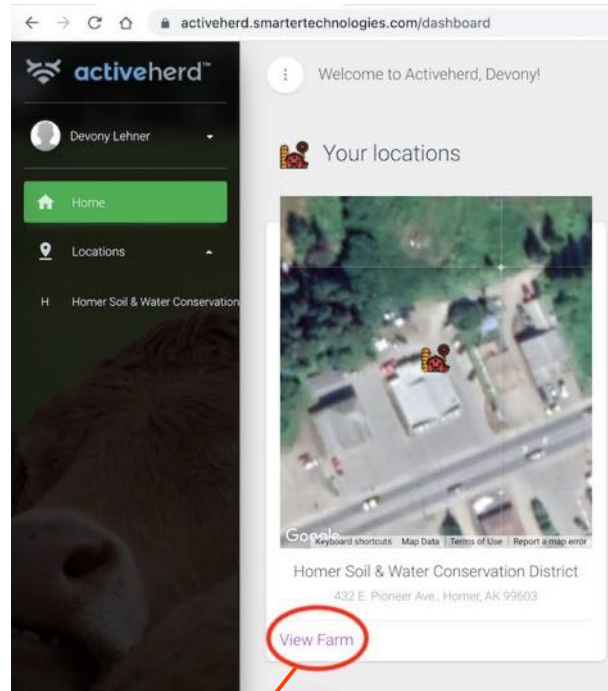 activeherd.smartertechnologies.com/dashboard
activeherd™
Devony Lehner
Home
Locations
H Homer Soil & Water Conservation
Welcome to Activeherd, Devony!
Your locations
Google
Keyboard shortcuts Map Data Terms of Use Report a map error
Homer Soil & Water Conservation District
432 E. Pioneer Ave., Homer, AK 99603
View Farm